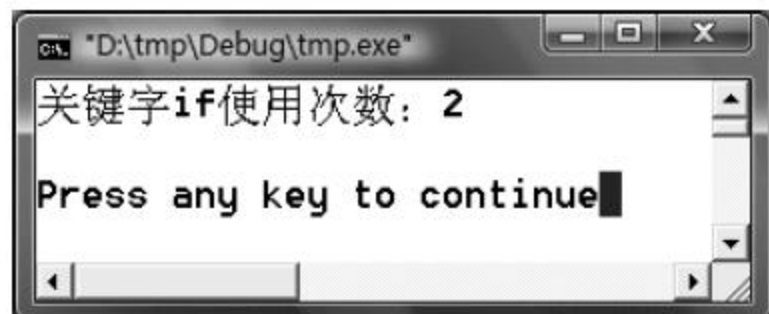 "D:\tmp\Debug\tmp.exe"
关键字if使用次数：2
Press any key to continue